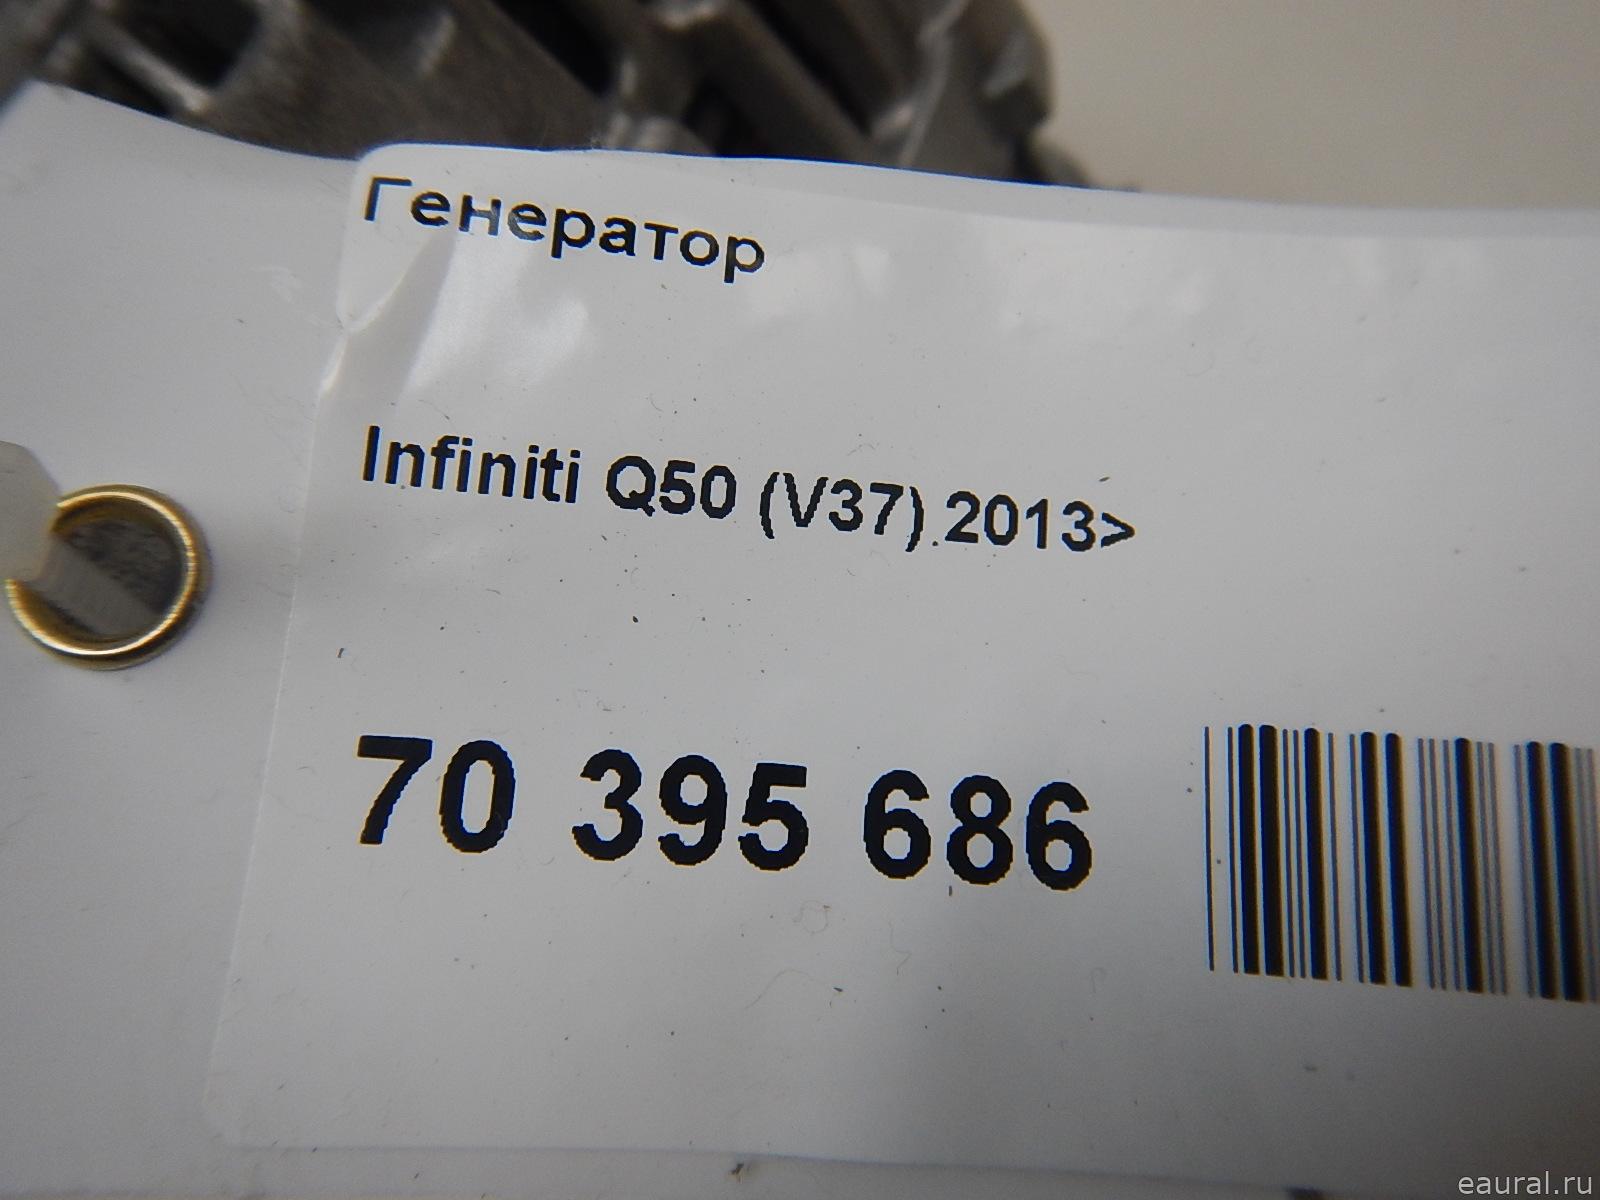 Генератор
Infiniti Q50 (V37) 2013>
70 395 686
eaural.ru